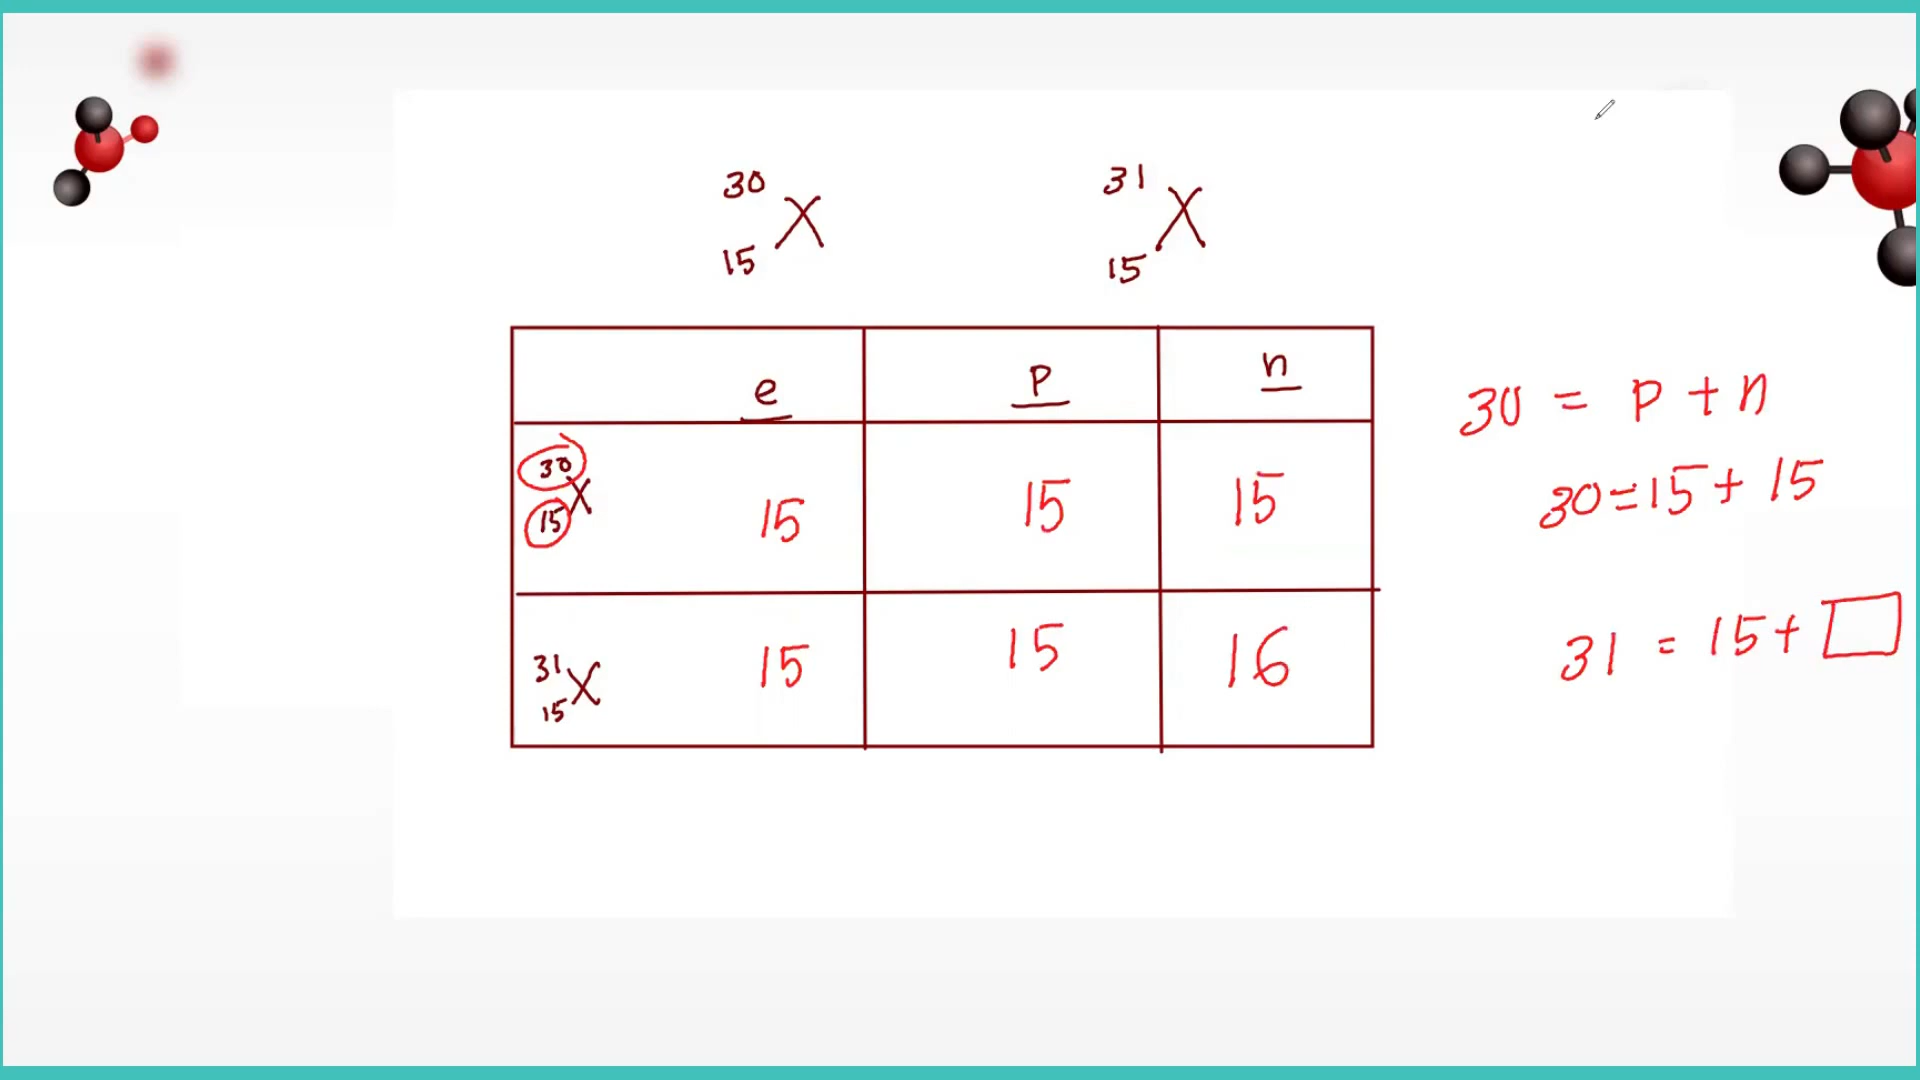 30 31
X X
15 15
e p n
30
X 15 15 15
15
31
X 15 15 16
15
30 = p + n
30 = 15 + 15
31 = 15 + □